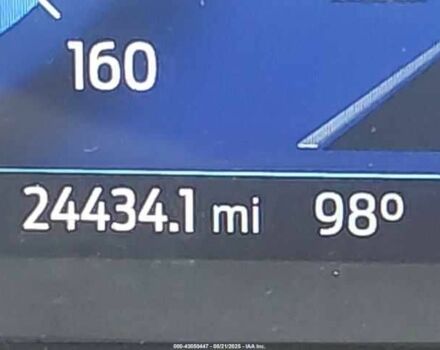 160
24434.1 mi 98°
000-43050447 - 08/21/2025 - IAA Inc.